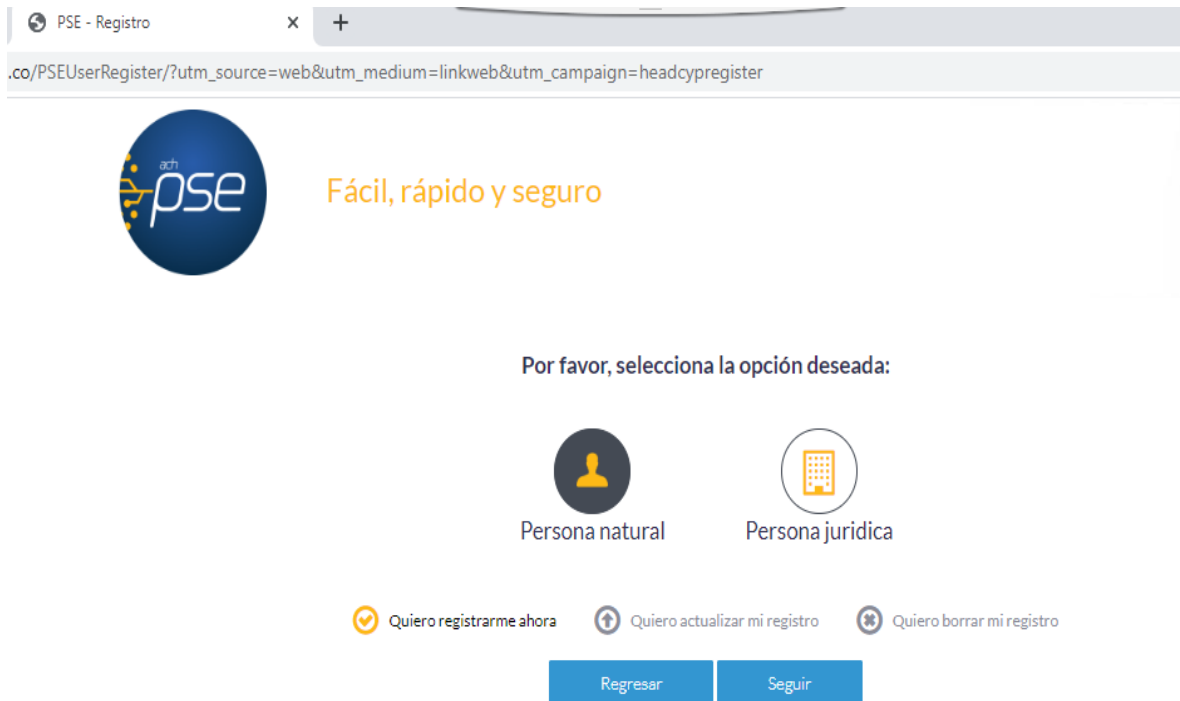 PSE - Registro
.co/PSEUserRegister/?utm_source=web&utm_medium=linkweb&utm_campaign=headcypregister
ach
pse
Fácil, rápido y seguro
Por favor, selecciona la opción deseada:
Persona natural Persona juridica
Quiero registrarme ahora Quiero actualizar mi registro Quiero borrar mi registro
Regresar Seguir